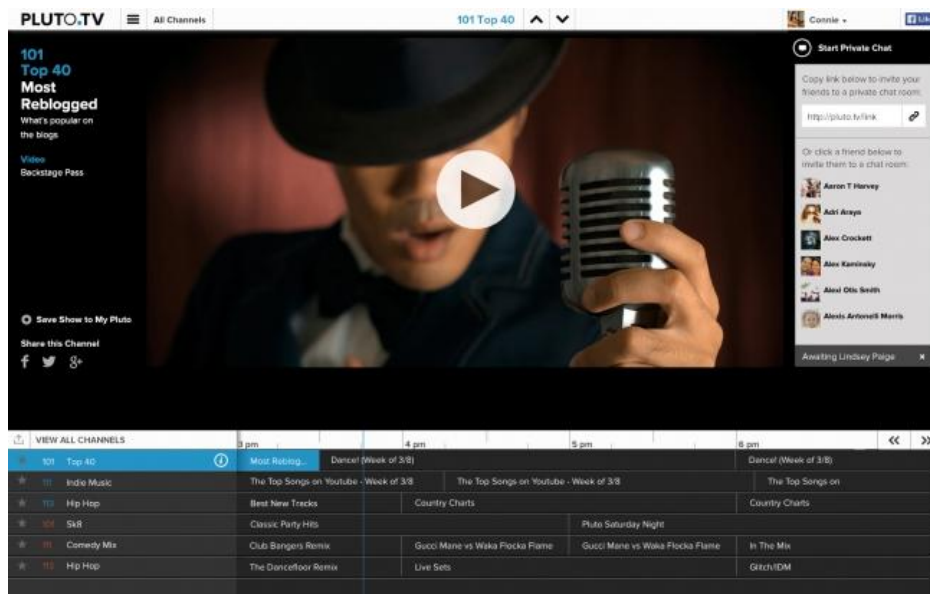 PLUTO.TV
All Channels
101 Top 40
Connie
101
Top 40
Most
Reblogged
What's popular on
the blogs
Video
Backstage Pass
Save Show to My Pluto
Share this Channel
Start Private Chat
Copy link below to invite your
friends to a private chat room:
http://pluto.tv/link
Or click a friend below to
invite them to a chat room:
Aaron T Harvey
Adri Araya
Alex Crockett
Alex Kaminsky
Alexi Otis Smith
Alexis Antonelli Morris
Awaiting Lindsey Paige
VIEW ALL CHANNELS
3 pm 4 pm 5 pm 6 pm
101 Top 40 Most Reblog... Dance! (Week of 3/8) Dance! (Week of 3/8)
Indie Music The Top Songs on Youtube - Week of 3/8 The Top Songs on Youtube - Week of 3/8 The Top Songs on
Hip Hop Best New Tracks Country Charts Country Charts
Sk8 Classic Party Hits Pluto Saturday Night
Comedy Mix Club Bangers Remix Gucci Mane vs Waka Flocka Flame Gucci Mane vs Waka Flocka Flame In The Mix
Hip Hop The Dancefloor Remix Live Sets Glitch/IDM